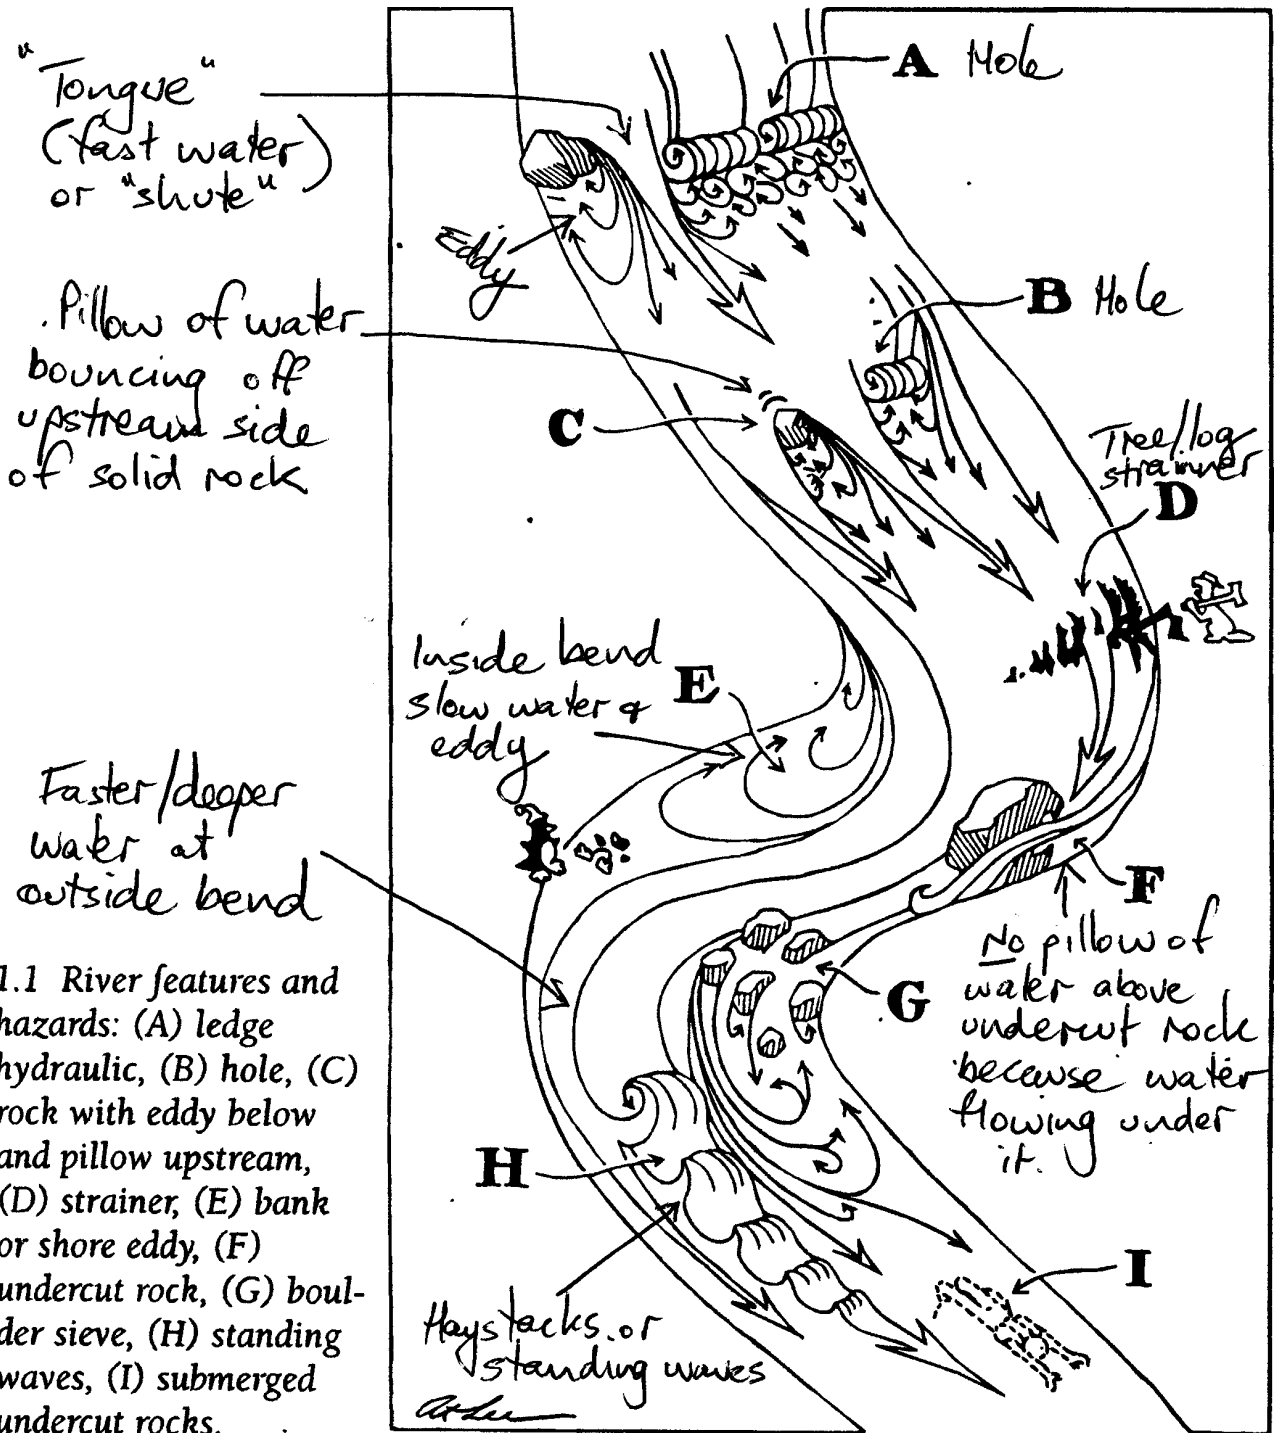 "Tongue"
(fast water)
or "shute"
A Hole
Eddy
B Hole
Pillow of water
bouncing off
upstream side
of solid rock
C
Tree/log
strainner
D
Inside bend
slow water &
eddy
E
Faster/deeper
water at
outside bend
F
No pillow of
water above
undercut rock
because water
flowing under
it.
G
H
I
Haystacks or
standing waves
1.1 River features and
hazards: (A) ledge
hydraulic, (B) hole, (C)
rock with eddy below
and pillow upstream,
(D) strainer, (E) bank
or shore eddy, (F)
undercut rock, (G) boul-
der sieve, (H) standing
waves, (I) submerged
undercut rocks.